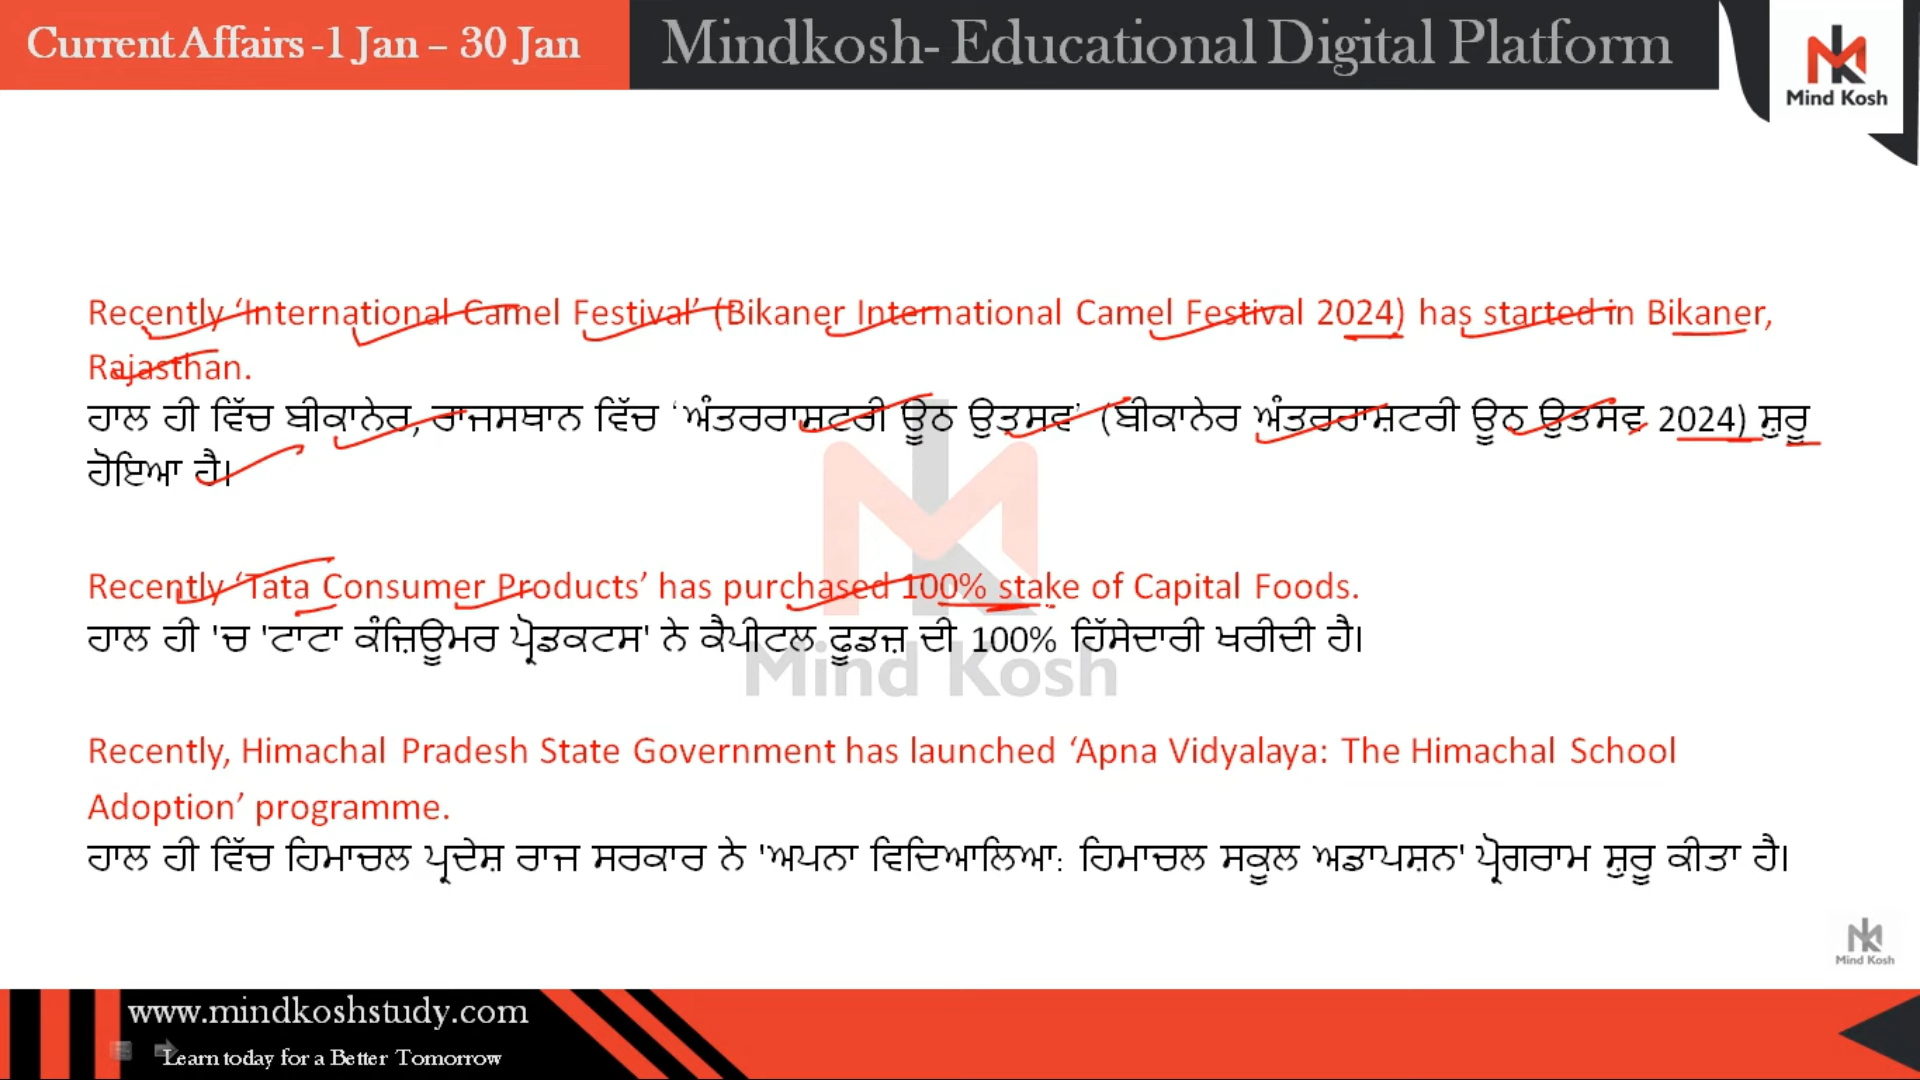 Current Affairs -1 Jan – 30 Jan
Mindkosh- Educational Digital Platform
Mind Kosh
Recently ‘International Camel Festival’ (Bikaner International Camel Festival 2024) has started in Bikaner,
Rajasthan.
ਹਾਲ ਹੀ ਵਿੱਚ ਬੀਕਾਨੇਰ, ਰਾਜਸਥਾਨ ਵਿੱਚ ‘ਅੰਤਰਰਾਸ਼ਟਰੀ ਊਠ ਉਤਸਵ’ (ਬੀਕਾਨੇਰ ਅੰਤਰਰਾਸ਼ਟਰੀ ਊਠ ਉਤਸਵ 2024) ਸ਼ੁਰੂ
ਹੋਇਆ ਹੈ।
Recently ‘Tata Consumer Products’ has purchased 100% stake of Capital Foods.
ਹਾਲ ਹੀ 'ਚ 'ਟਾਟਾ ਕੰਜ਼ਿਊਮਰ ਪ੍ਰੋਡਕਟਸ' ਨੇ ਕੈਪੀਟਲ ਫੂਡਜ਼ ਦੀ 100% ਹਿੱਸੇਦਾਰੀ ਖਰੀਦੀ ਹੈ।
Mind Kosh
Recently, Himachal Pradesh State Government has launched ‘Apna Vidyalaya: The Himachal School
Adoption’ programme.
ਹਾਲ ਹੀ ਵਿੱਚ ਹਿਮਾਚਲ ਪ੍ਰਦੇਸ਼ ਰਾਜ ਸਰਕਾਰ ਨੇ 'ਅਪਨਾ ਵਿਦਿਆਲਿਆ: ਹਿਮਾਚਲ ਸਕੂਲ ਅਡਾਪਸ਼ਨ' ਪ੍ਰੋਗਰਾਮ ਸ਼ੁਰੂ ਕੀਤਾ ਹੈ।
Mind Kosh
www.mindkoshstudy.com
Learn today for a Better Tomorrow